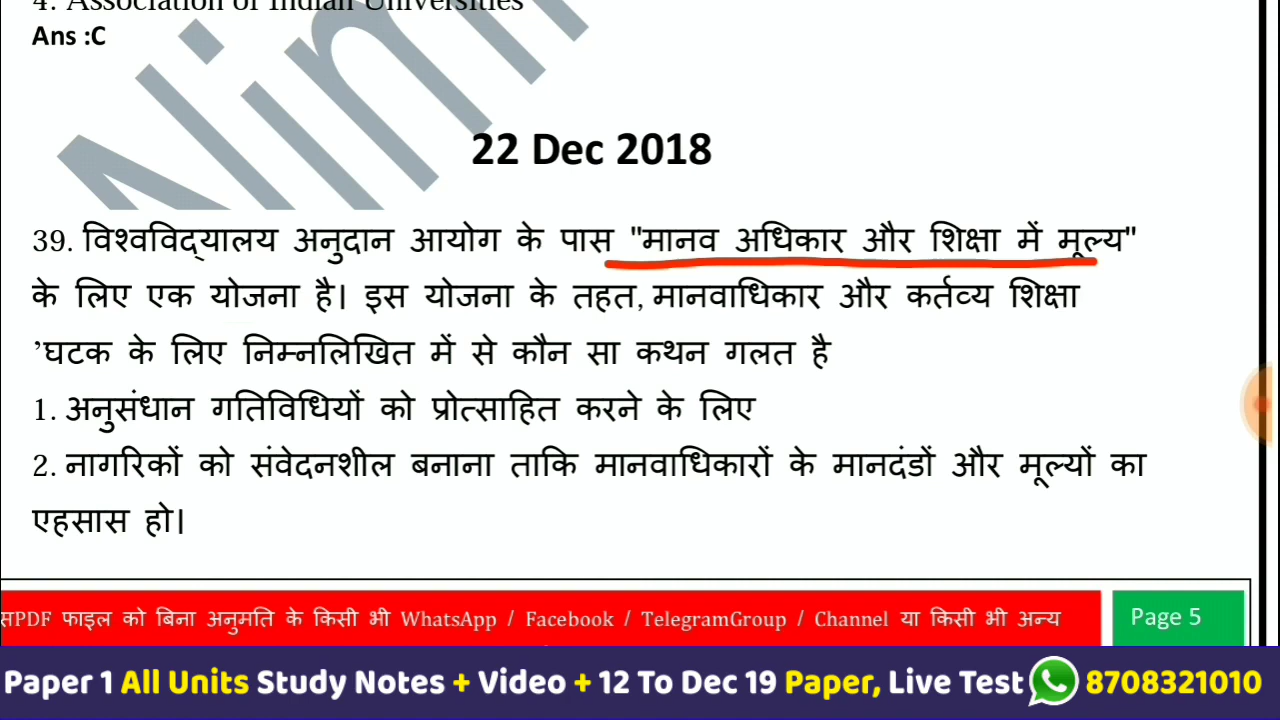 4. Association of Indian Universities
Ans :C
22 Dec 2018
39. विश्वविद्यालय अनुदान आयोग के पास "मानव अधिकार और शिक्षा में मूल्य"
के लिए एक योजना है। इस योजना के तहत, मानवाधिकार और कर्तव्य शिक्षा
’घटक के लिए निम्नलिखित में से कौन सा कथन गलत है
1. अनुसंधान गतिविधियों को प्रोत्साहित करने के लिए
2. नागरिकों को संवेदनशील बनाना ताकि मानवाधिकारों के मानदंडों और मूल्यों का
एहसास हो।
सPDF फाइल को बिना अनुमति के किसी भी WhatsApp / Facebook / TelegramGroup / Channel या किसी भी अन्य
Page 5
Paper 1 All Units Study Notes + Video + 12 To Dec 19 Paper, Live Test 8708321010